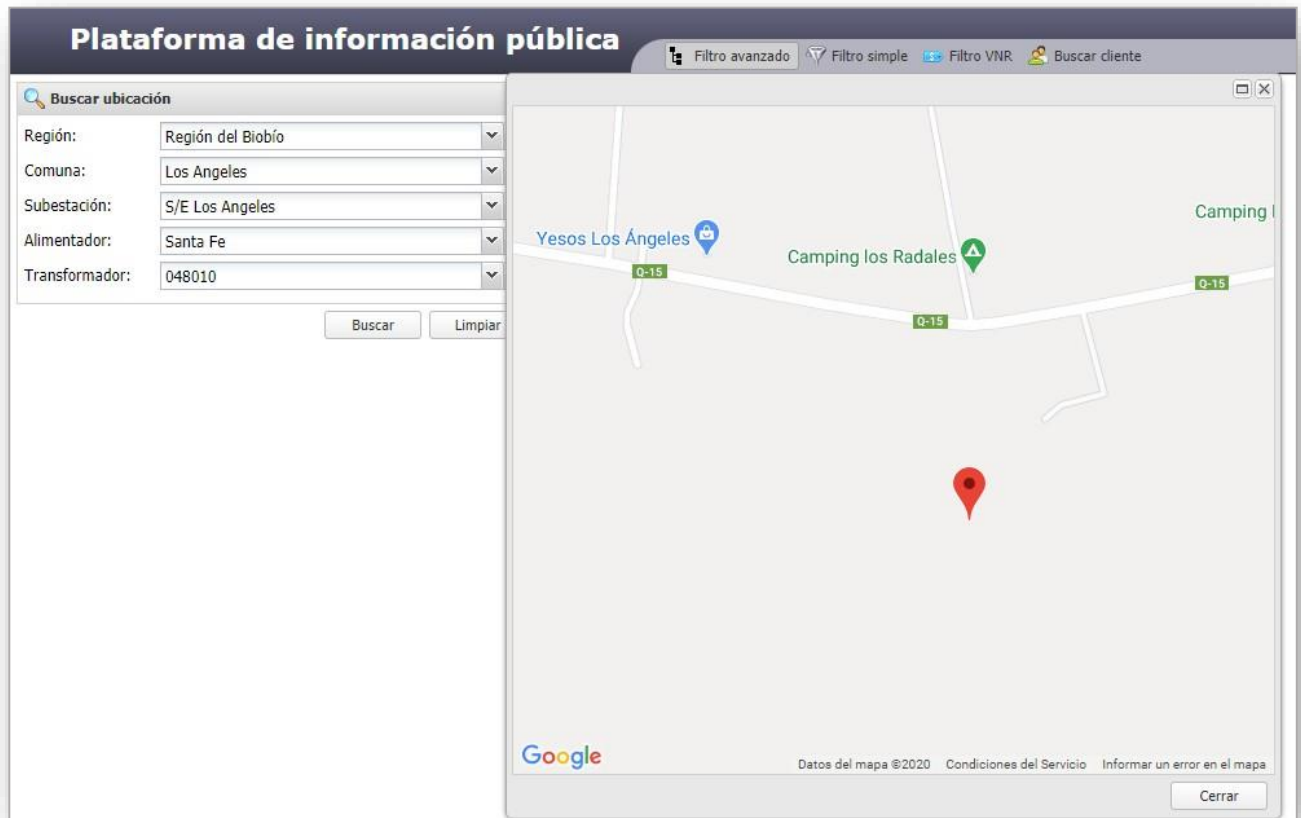 Plataforma de información pública
Filtro avanzado
Filtro simple
Filtro VNR
Buscar cliente
Buscar ubicación
Región:
Región del Biobío
Comuna:
Los Angeles
Subestación:
S/E Los Angeles
Alimentador:
Santa Fe
Transformador:
048010
Buscar
Limpiar
Camping
Yesos Los Ángeles
Camping los Radales
Q-15
Q-15
Q-15
Google
Datos del mapa ©2020
Condiciones del Servicio
Informar un error en el mapa
Cerrar